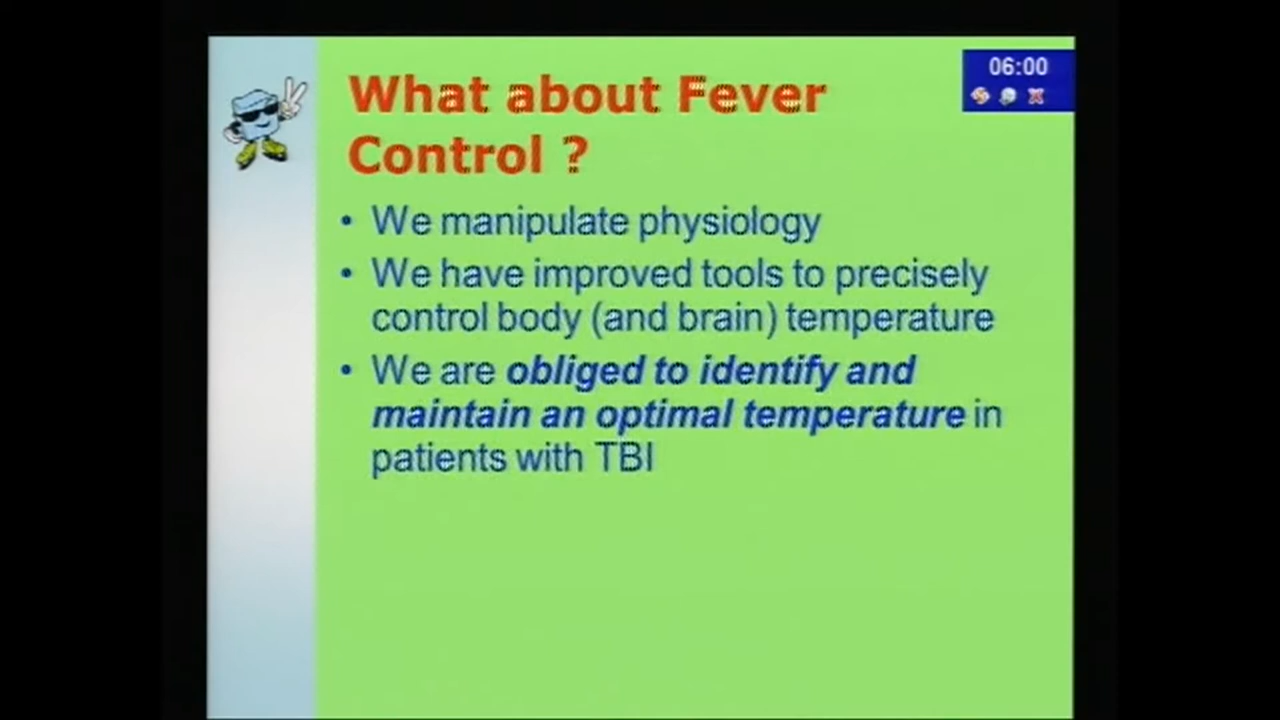 What about Fever
Control ?
06:00
• We manipulate physiology
• We have improved tools to precisely
control body (and brain) temperature
• We are obliged to identify and
maintain an optimal temperature in
patients with TBI